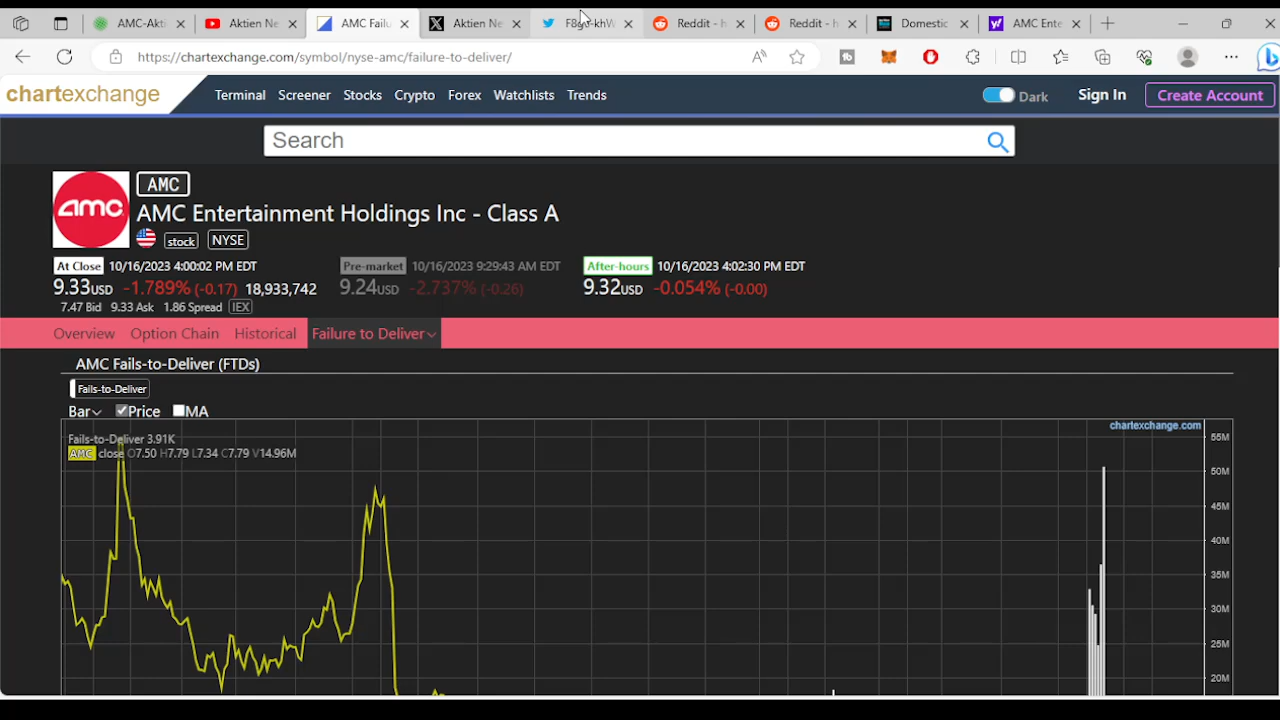 AMC-Akti
Aktien Ne
AMC Failu
Aktien Ne
Reddit - h
Reddit - h
Domestic
AMC Ente
https://chartexchange.com/symbol/nyse-amc/failure-to-deliver/
chartexchange
Terminal Screener Stocks Crypto Forex Watchlists Trends
Dark
Sign In
Create Account
Search
amc
AMC
AMC Entertainment Holdings Inc - Class A
stock NYSE
At Close 10/16/2023 4:00:02 PM EDT
9.33USD -1.789% (-0.17) 18,933,742
7.47 Bid 9.33 Ask 1.86 Spread IEX
Pre-market 10/16/2023 9:29:43 AM EDT
9.24USD -2.737% (-0.26)
After-hours 10/16/2023 4:02:30 PM EDT
9.32USD -0.054% (-0.00)
Overview Option Chain Historical Failure to Deliver
AMC Fails-to-Deliver (FTDs)
Fails-to-Deliver
Bar Price MA
chartexchange.com
Fails-to-Deliver 3.91K
AMC close O7.50 H7.79 L7.34 C7.79 V14.96M
55M
50M
45M
40M
35M
30M
25M
20M